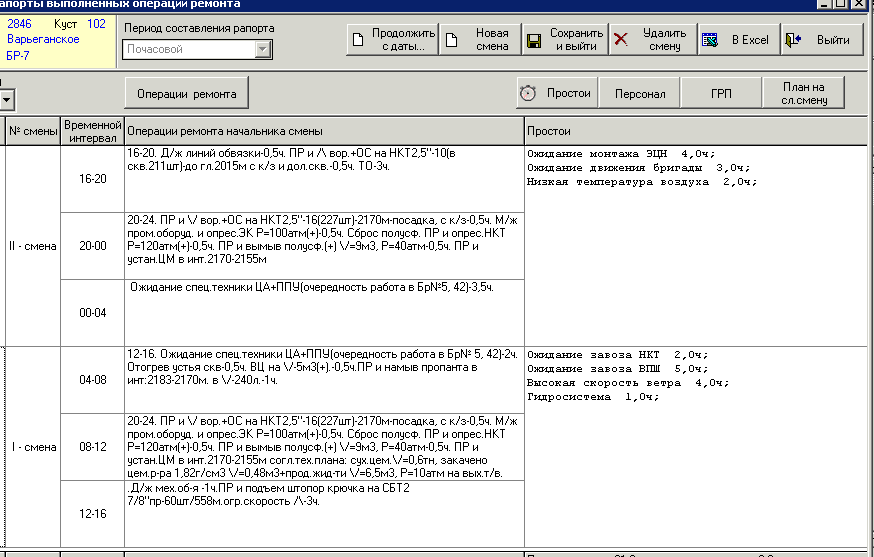 апорты выполненных операции ремонта
2846 Куст 102
Варьеганское
БР-7
Период составления рапорта
Почасовой
Продолжить с даты...
Новая смена
Сохранить и выйти
Удалить смену
В Excel
Выйти
Операции ремонта
Простои
Персонал
ГРП
План на сл.смену
№ смены
Временной интервал
Операции ремонта начальника смены
Простои
II - смена
16-20
16-20. Д/ж линий обвязки-0,5ч. ПР и /\ вор.+ОС на НКТ2,5"-10(в
скв.211шт)-до гл.2015м с к/з и дол.скв.-0,5ч. ТО-3ч.
Ожидание монтажа ЭЦН 4,0ч;
Ожидание движения бригады 3,0ч;
Низкая температура воздуха 2,0ч;
20-00
20-24. ПР и \/ вор.+ОС на НКТ2,5"-16(227шт)-2170м-посадка, с к/з-0,5ч. М/ж
пром.оборуд. и опрес.ЭК Р=100атм(+)-0,5ч. Сброс полусф. ПР и опрес.НКТ
Р=120атм(+)-0,5ч. ПР и вымыв полусф.(+) \/=9м3, Р=40атм-0,5ч. ПР и
устан.ЦМ в инт.2170-2155м
00-04
Ожидание спец.техники ЦА+ППУ(очередность работа в Бр№5, 42)-3,5ч.
I - смена
04-08
12-16. Ожидание спец.техники ЦА+ППУ(очередность работа в Бр№ 5, 42)-2ч.
Отогрев устья скв-0,5ч. ВЦ на \/-5м3(+).-0,5ч.ПР и намыв пропанта в
инт:2183-2170м. в \/-240л.-1ч.
Ожидание завоза НКТ 2,0ч;
Ожидание завоза ВПШ 5,0ч;
Высокая скорость ветра 4,0ч;
Гидросистема 1,0ч;
08-12
20-24. ПР и \/ вор.+ОС на НКТ2,5"-16(227шт)-2170м-посадка, с к/з-0,5ч. М/ж
пром.оборуд. и опрес.ЭК Р=100атм(+)-0,5ч. Сброс полусф. ПР и опрес.НКТ
Р=120атм(+)-0,5ч. ПР и вымыв полусф.(+) \/=9м3, Р=40атм-0,5ч. ПР и
устан.ЦМ в инт.2170-2155м согл.тех.плана: сух.цем.\/=0,6тн, закачено
цем.р-ра 1,82г/см3 \/=0,48м3+прод.жид-ти \/=6,5м3, Р=10атм на вых.т/в.
12-16
.Д/ж мех.об-я -1ч.ПР и подъем штопор крючка на СБТ2
7/8"пр-60шт/558м.огр.скорость /\-3ч.